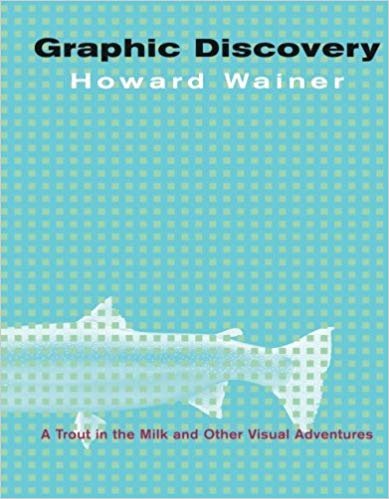 Graphic Discovery
Howard Wainer
A Trout in the Milk and Other Visual Adventures